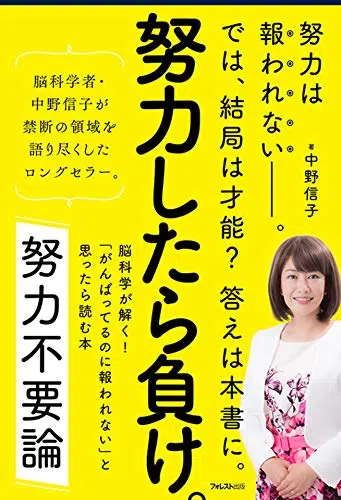 努力は
報われない――。
では、結局は才能? 答えは本書に。
著 中野信子
努力したら負け。
脳科学者・
中野信子が
禁断の領域を
語り尽くした
ロングセラー。
脳科学が解く!
「がんばってるのに報われない」と
思ったら読む本
努力不要論
フォレスト出版